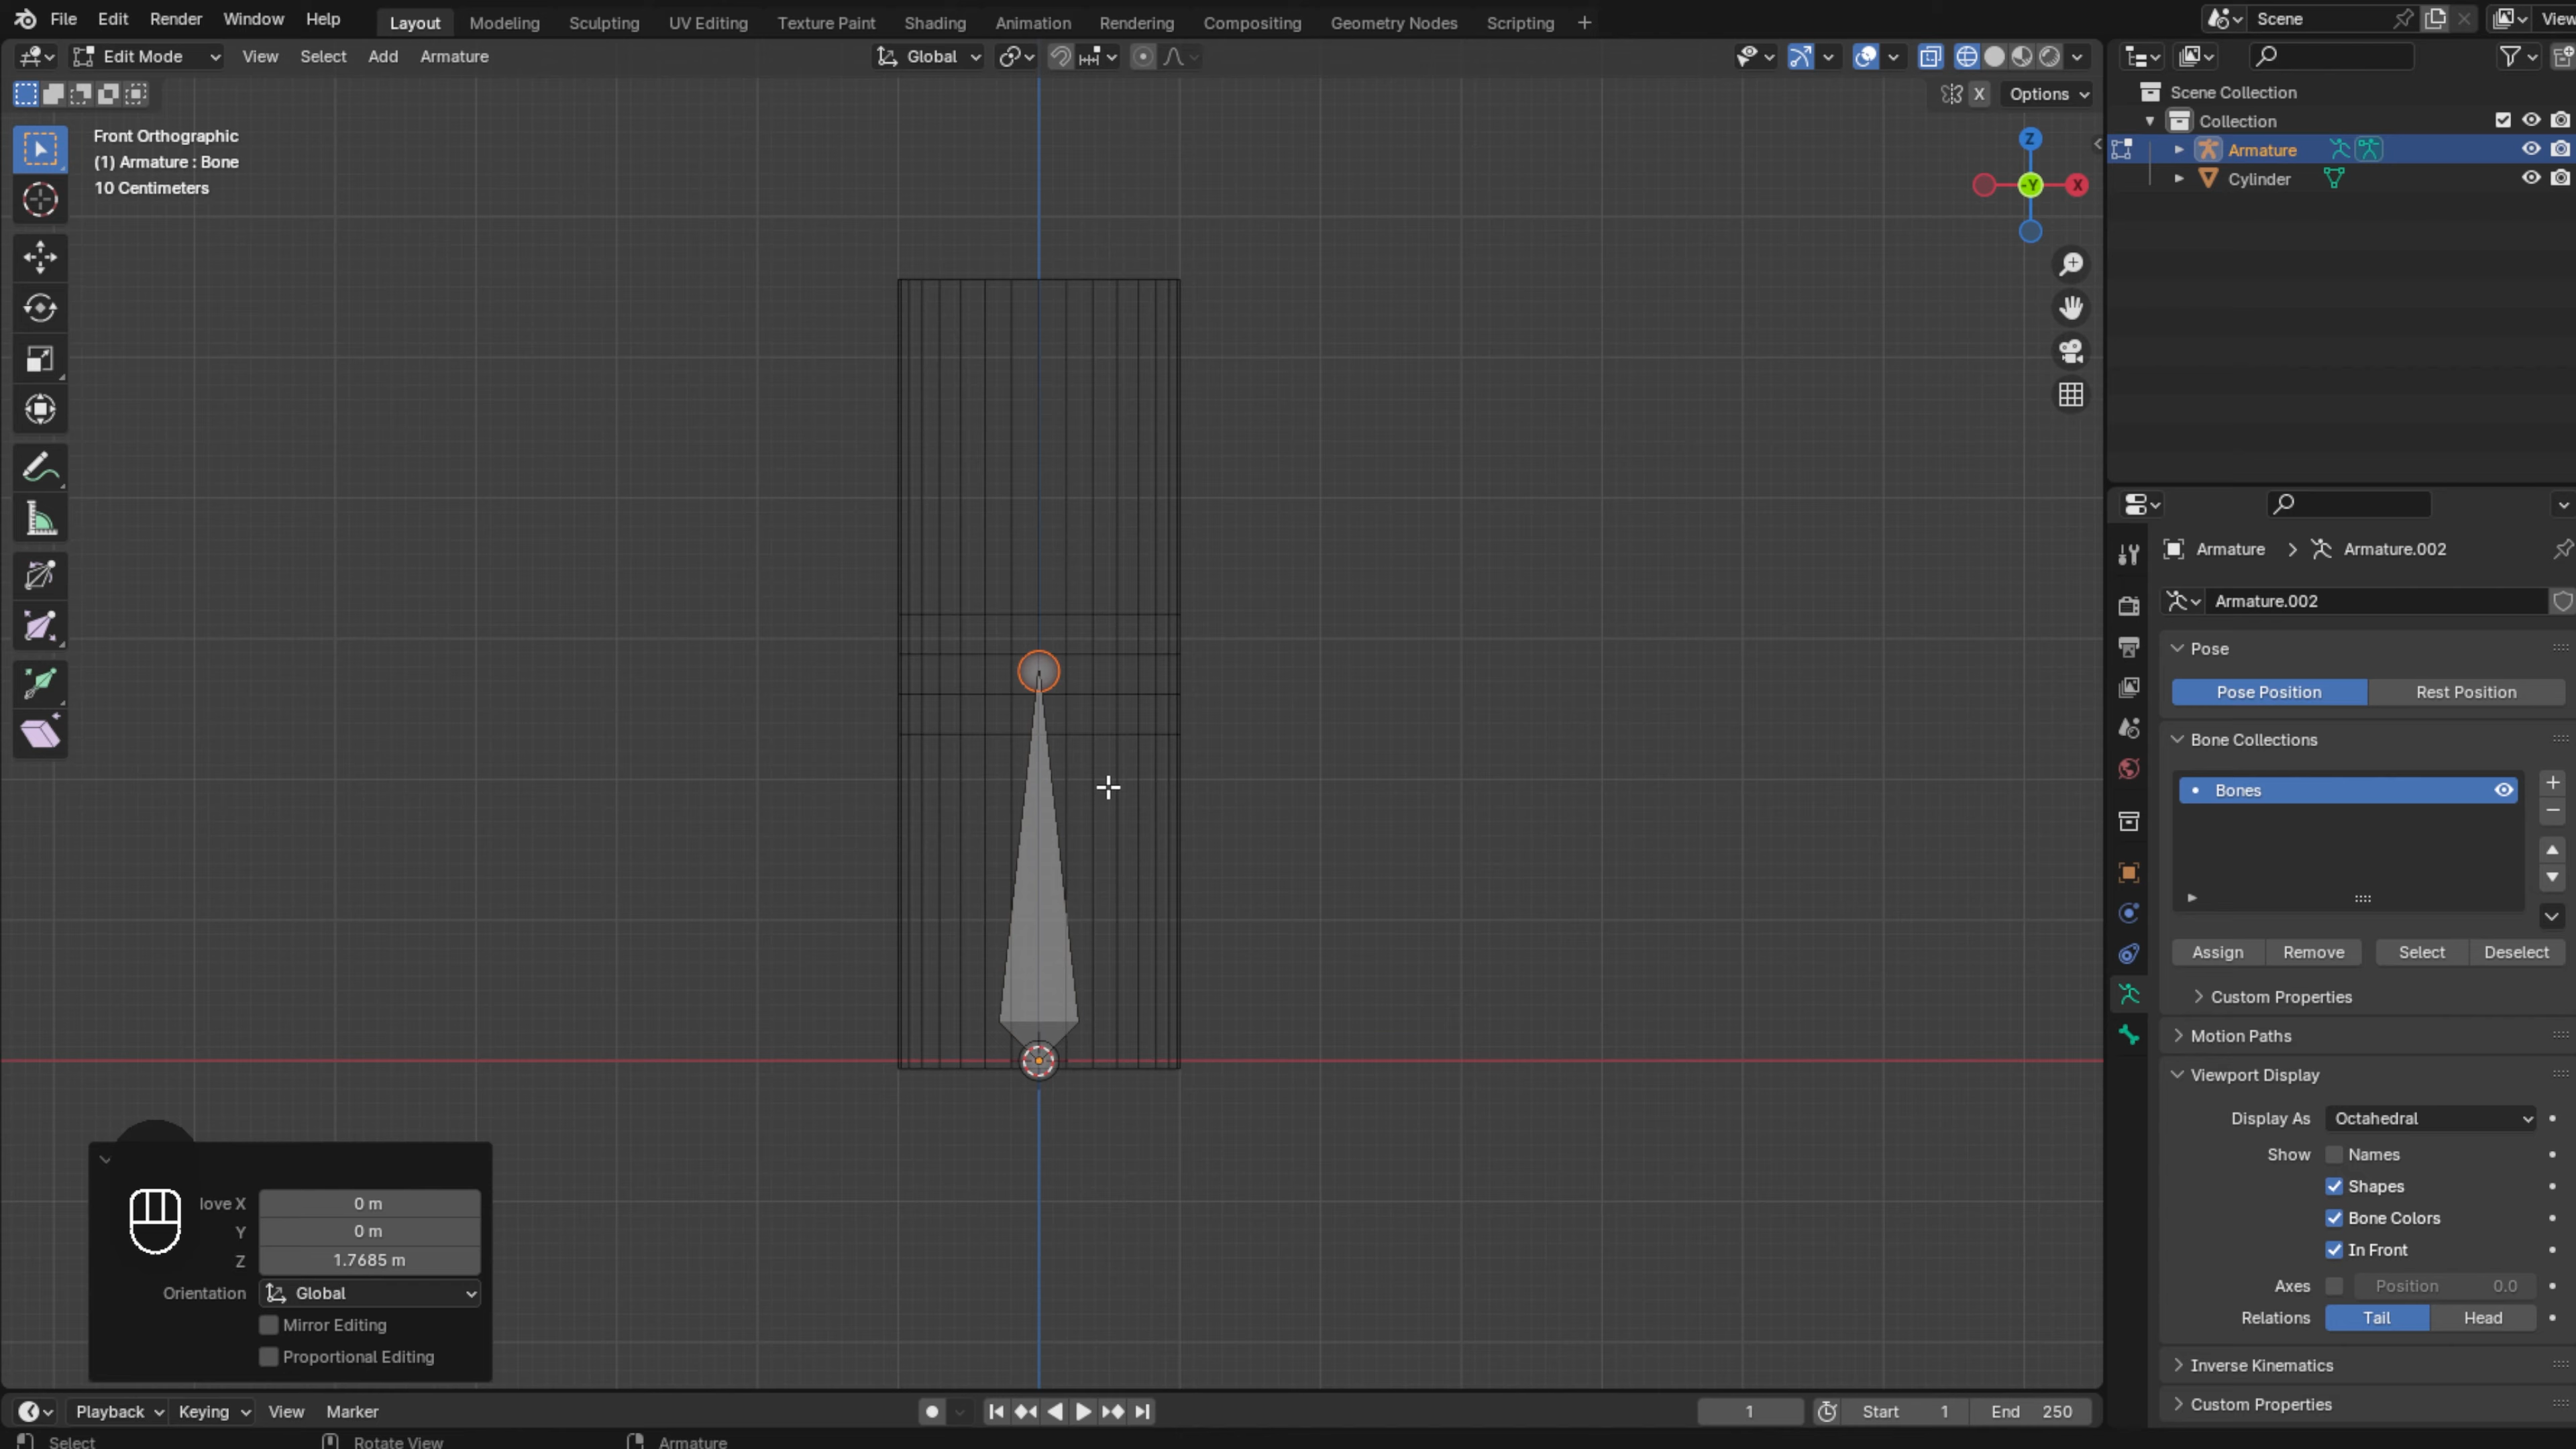 File Edit Render Window Help Layout Modeling Sculpting UV Editing Texture Paint Shading Animation Rendering Compositing Geometry Nodes Scripting + Scene View
Edit Mode View Select Add Armature Global
X Options
Front Orthographic
(1) Armature : Bone
10 Centimeters
Z
-Y
X
Scene Collection
Collection
Armature
Cylinder
Armature > Armature.002
Armature.002
Pose
Pose Position Rest Position
Bone Collections
Bones
Assign Remove Select Deselect
Custom Properties
Motion Paths
Viewport Display
Display As Octahedral
Show Names
Shapes
Bone Colors
In Front
Axes Position 0.0
Relations Tail Head
Inverse Kinematics
Custom Properties
love X 0 m
Y 0 m
Z 1.7685 m
Orientation Global
Mirror Editing
Proportional Editing
Playback Keying View Marker 1 Start 1 End 250
Select Rotate View Armature